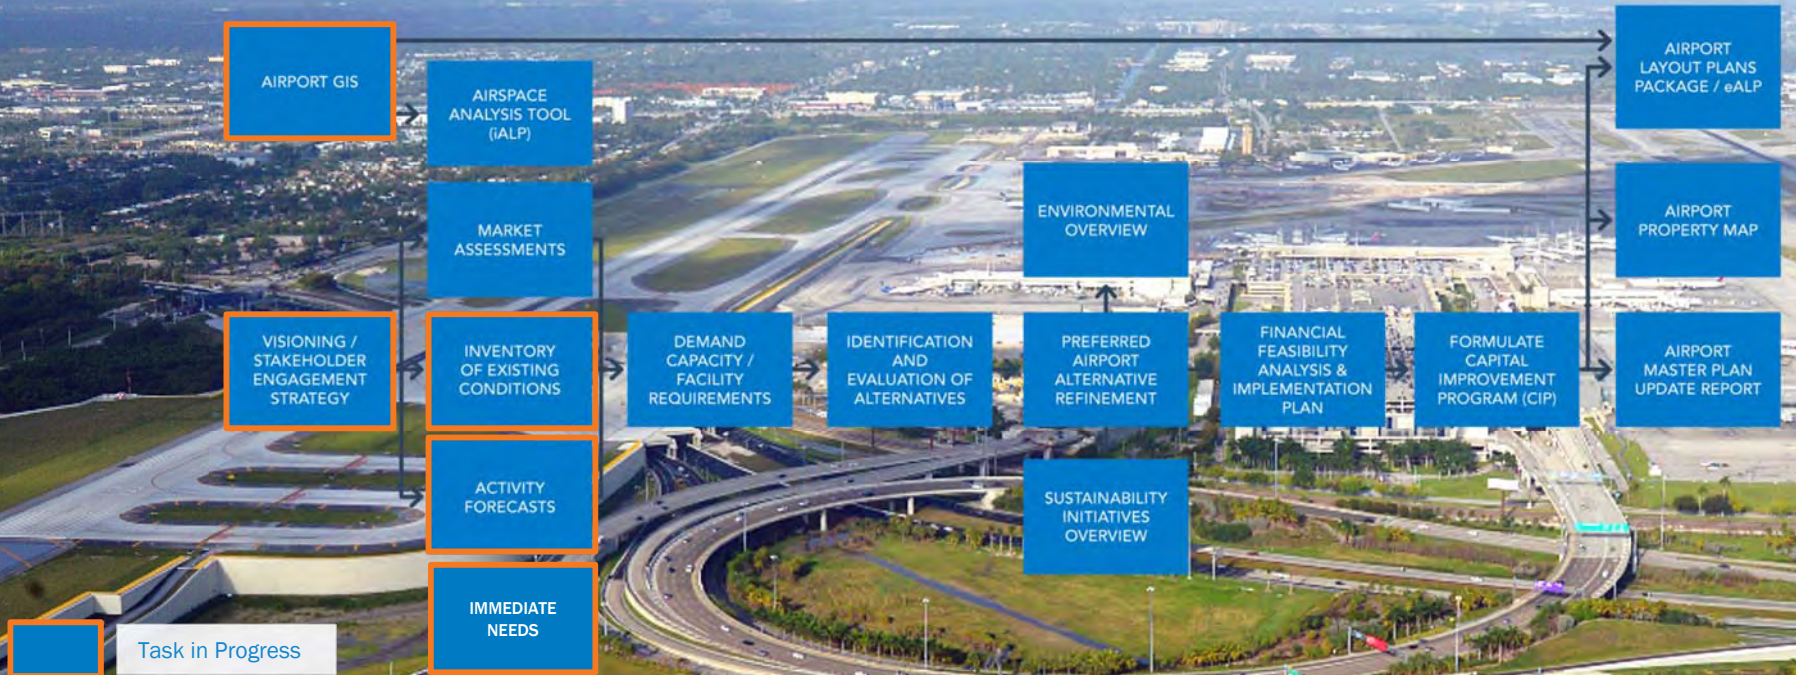 AIRPORT GIS
AIRSPACE
ANALYSIS TOOL
(iALP)
MARKET
ASSESSMENTS
VISIONING /
STAKEHOLDER
ENGAGEMENT
STRATEGY
INVENTORY
OF EXISTING
CONDITIONS
ACTIVITY
FORECASTS
IMMEDIATE
NEEDS
DEMAND
CAPACITY /
FACILITY
REQUIREMENTS
IDENTIFICATION
AND
EVALUATION OF
ALTERNATIVES
ENVIRONMENTAL
OVERVIEW
PREFERRED
AIRPORT
ALTERNATIVE
REFINEMENT
SUSTAINABILITY
INITIATIVES
OVERVIEW
FINANCIAL
FEASIBILITY
ANALYSIS &
IMPLEMENTATION
PLAN
FORMULATE
CAPITAL
IMPROVEMENT
PROGRAM (CIP)
AIRPORT
LAYOUT PLANS
PACKAGE / eALP
AIRPORT
PROPERTY MAP
AIRPORT
MASTER PLAN
UPDATE REPORT
Task in Progress